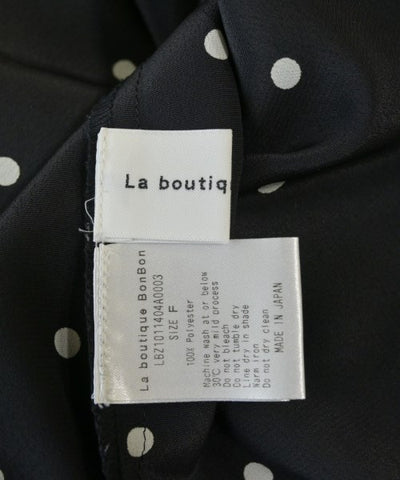 La boutiq
La boutique BonBon
LBZ1011404A0003
SIZE F
100% Polyester
Machine wash at or below
30℃ very mild process
Do not bleach
Do not tumble dry
Line dry in shade
Warm iron
Do not dry clean
MADE IN JAPAN